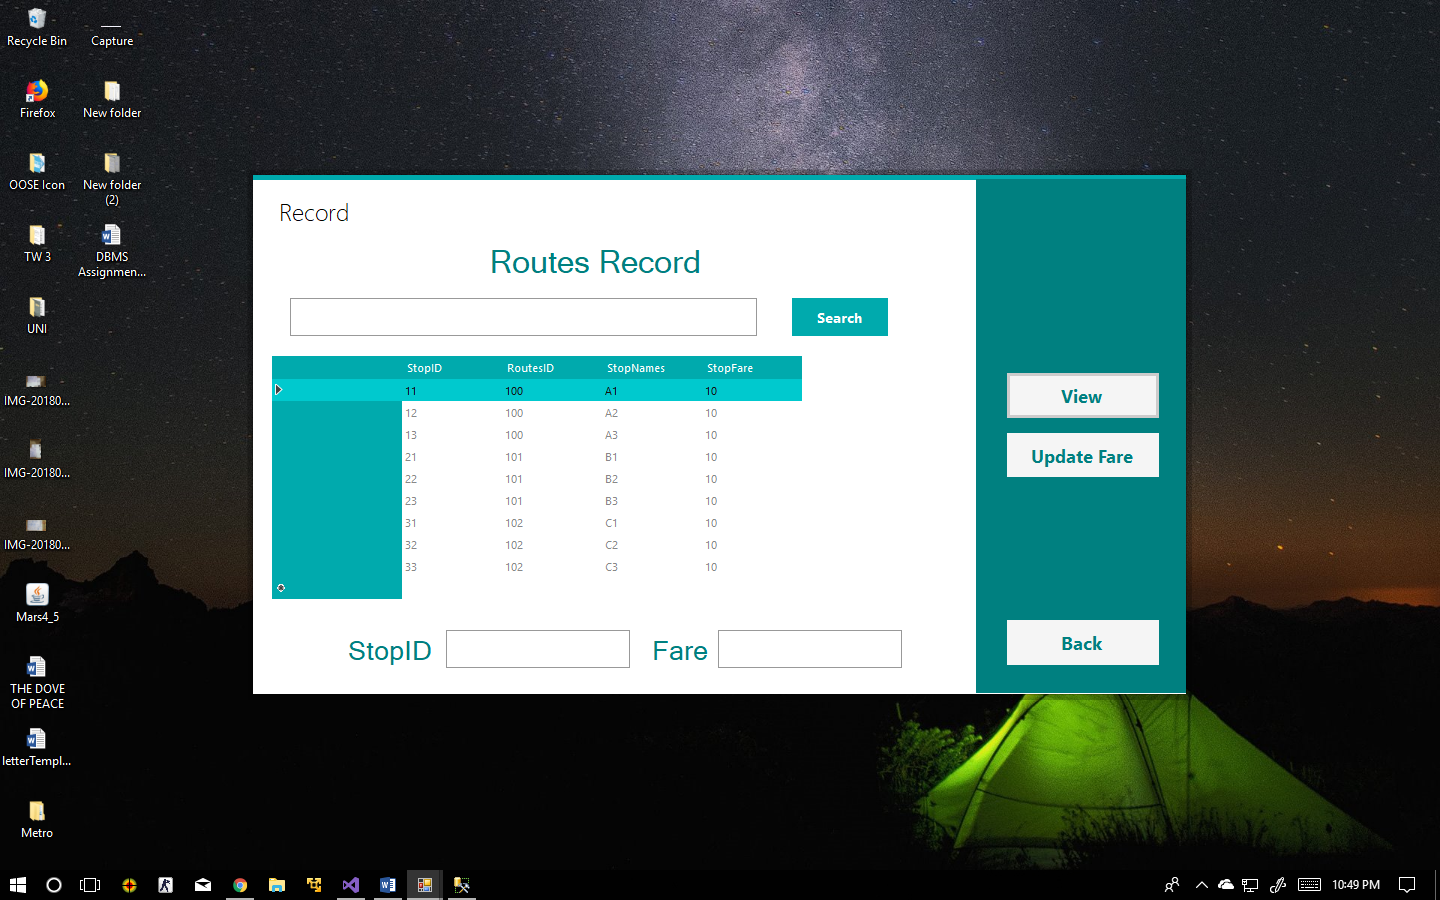 Recycle Bin
Capture
Firefox
New folder
OOSE Icon
New folder
(2)
TW 3
DBMS
Assignmen...
UNI
IMG-20180...
IMG-20180...
IMG-20180...
Mars4_5
THE DOVE
OF PEACE
letterTempl...
Metro
Record
Routes Record
Search
StopID RoutesID StopNames StopFare
11 100 A1 10
12 100 A2 10
13 100 A3 10
21 101 B1 10
22 101 B2 10
23 101 B3 10
31 102 C1 10
32 102 C2 10
33 102 C3 10
StopID
Fare
View
Update Fare
Back
10:49 PM